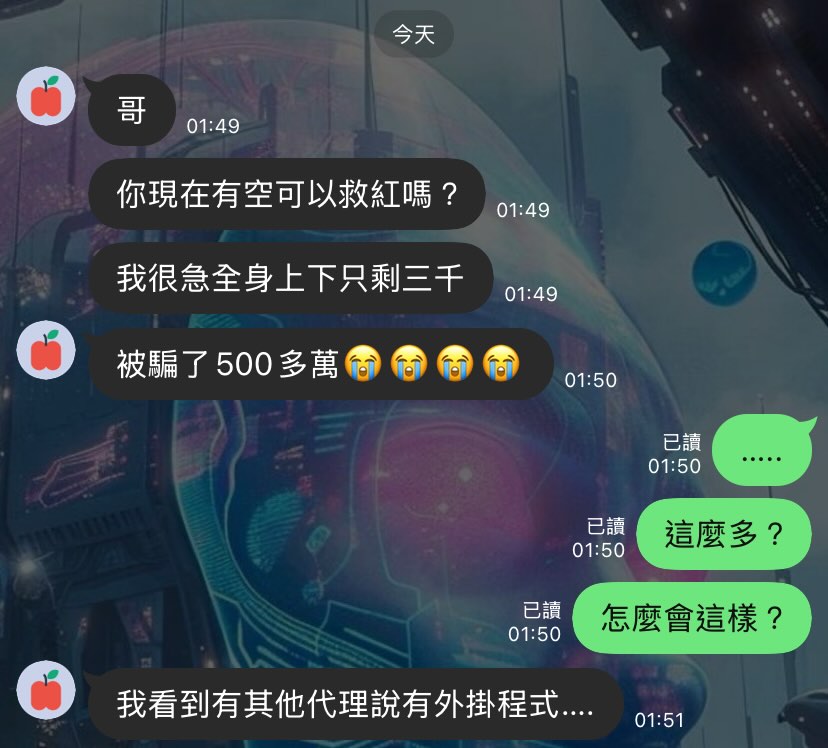 今天
哥
01:49
你現在有空可以救紅嗎？
01:49
我很急全身上下只剩三千
01:49
被騙了500多萬😭😭😭😭
01:50
已讀
01:50
.....
已讀
01:50
這麼多？
已讀
01:50
怎麼會這樣？
我看到有其他代理說有外掛程式....
01:51